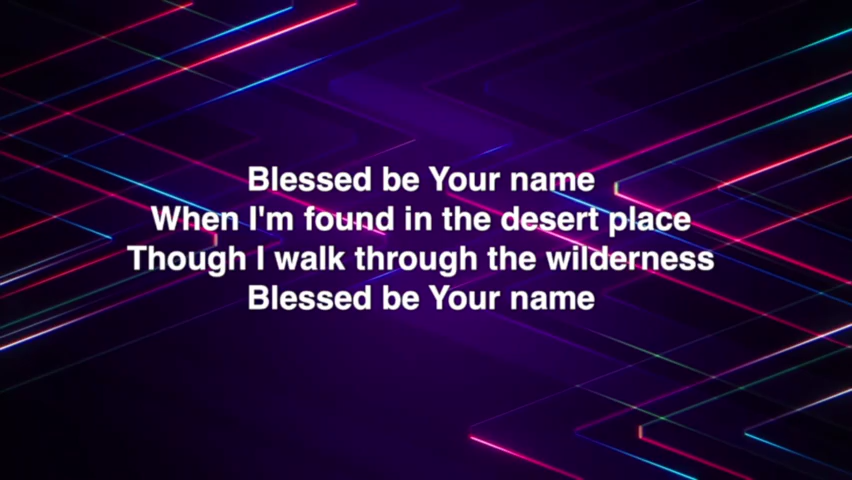 Blessed be Your name
When I'm found in the desert place
Though I walk through the wilderness
Blessed be Your name